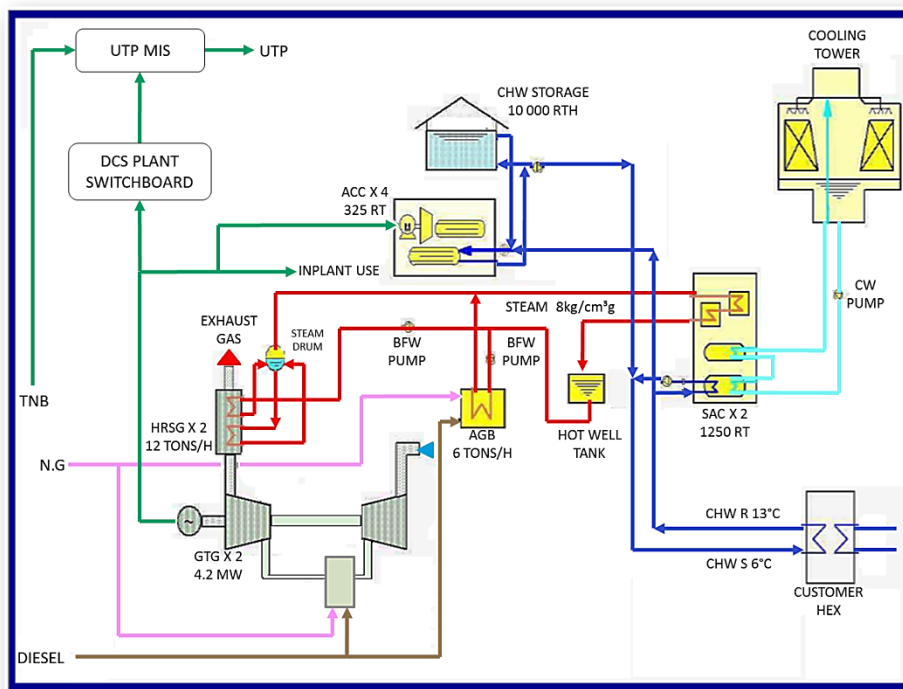 UTP MIS
UTP
DCS PLANT
SWITCHBOARD
CHW STORAGE
10 000 RTH
COOLING
TOWER
ACC X 4
325 RT
INPLANT USE
EXHAUST
GAS
STEAM
DRUM
BFW
PUMP
STEAM 8kg/cm³g
BFW
PUMP
CW
PUMP
TNB
HRSG X 2
12 TONS/H
AGB
6 TONS/H
HOT WELL
TANK
SAC X 2
1250 RT
N.G
GTG X 2
4.2 MW
CHW R 13°C
CHW S 6°C
CUSTOMER
HEX
DIESEL
~